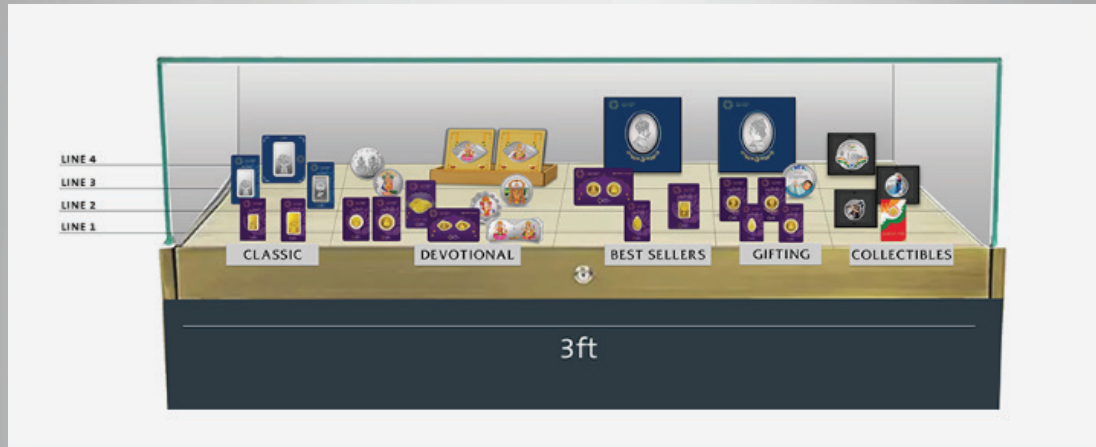 LINE 4
LINE 3
LINE 2
LINE 1
CLASSIC
DEVOTIONAL
BEST SELLERS
GIFTING
COLLECTIBLES
3ft